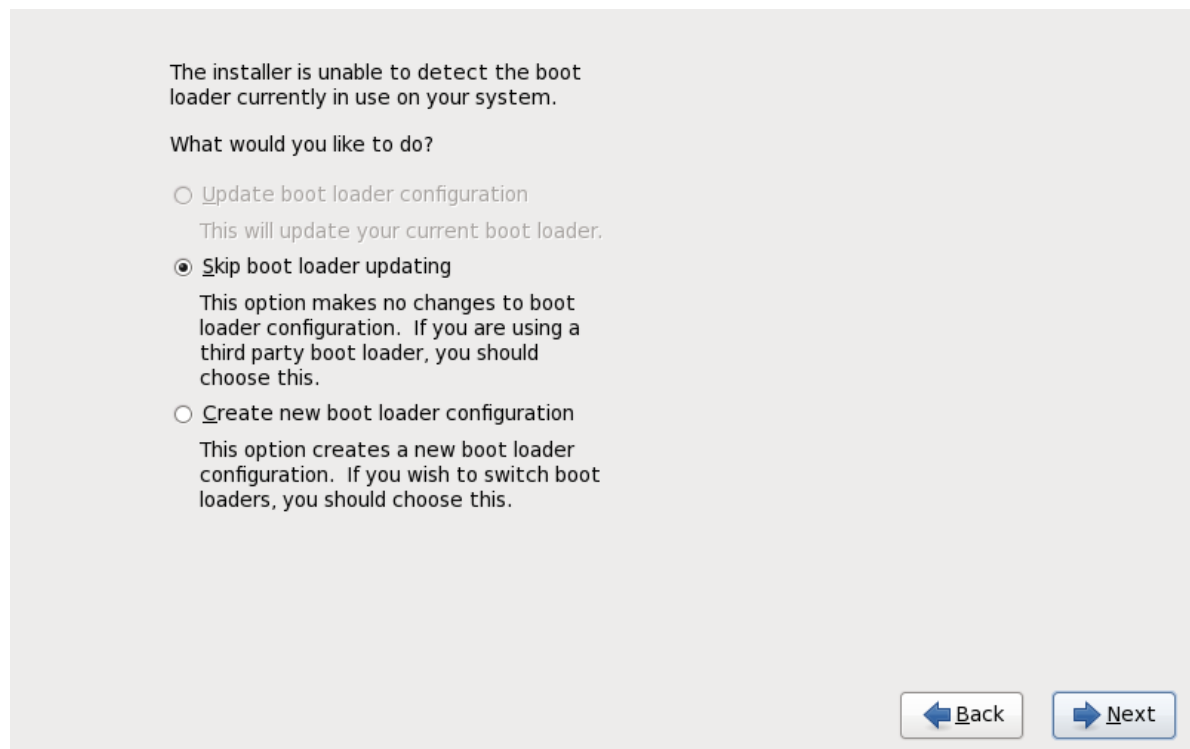 The installer is unable to detect the boot
loader currently in use on your system.
What would you like to do?
Update boot loader configuration
This will update your current boot loader.
Skip boot loader updating
This option makes no changes to boot
loader configuration.  If you are using a
third party boot loader, you should
choose this.
Create new boot loader configuration
This option creates a new boot loader
configuration.  If you wish to switch boot
loaders, you should choose this.
Back
Next